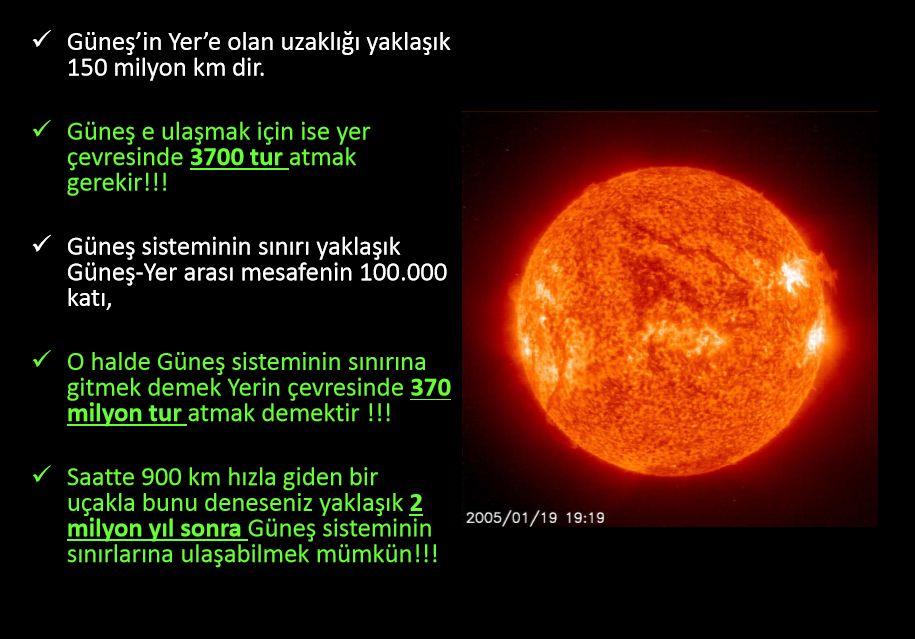 ✓ Güneş’in Yer’e olan uzaklığı yaklaşık
150 milyon km dir.
✓ Güneş e ulaşmak için ise yer
çevresinde 3700 tur atmak
gerekir!!!
✓ Güneş sisteminin sınırı yaklaşık
Güneş-Yer arası mesafenin 100.000
katı,
✓ O halde Güneş sisteminin sınırına
gitmek demek Yerin çevresinde 370
milyon tur atmak demektir !!!
✓ Saatte 900 km hızla giden bir
uçakla bunu deneseniz yaklaşık 2
milyon yıl sonra Güneş sisteminin
sınırlarına ulaşabilmek mümkün!!!
2005/01/19 19:19